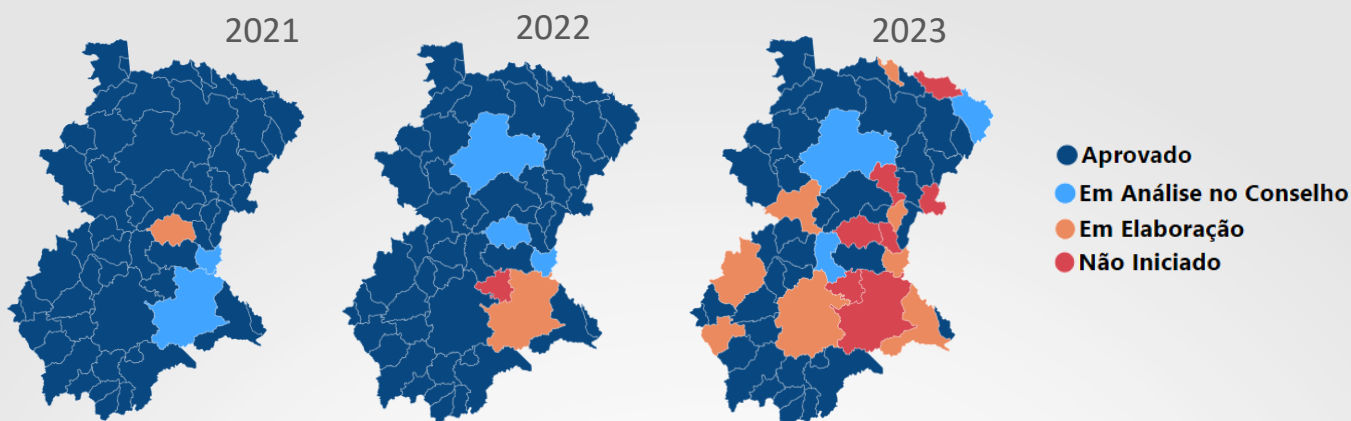 2021
2022
2023
Aprovado
Em Análise no Conselho
Em Elaboração
Não Iniciado